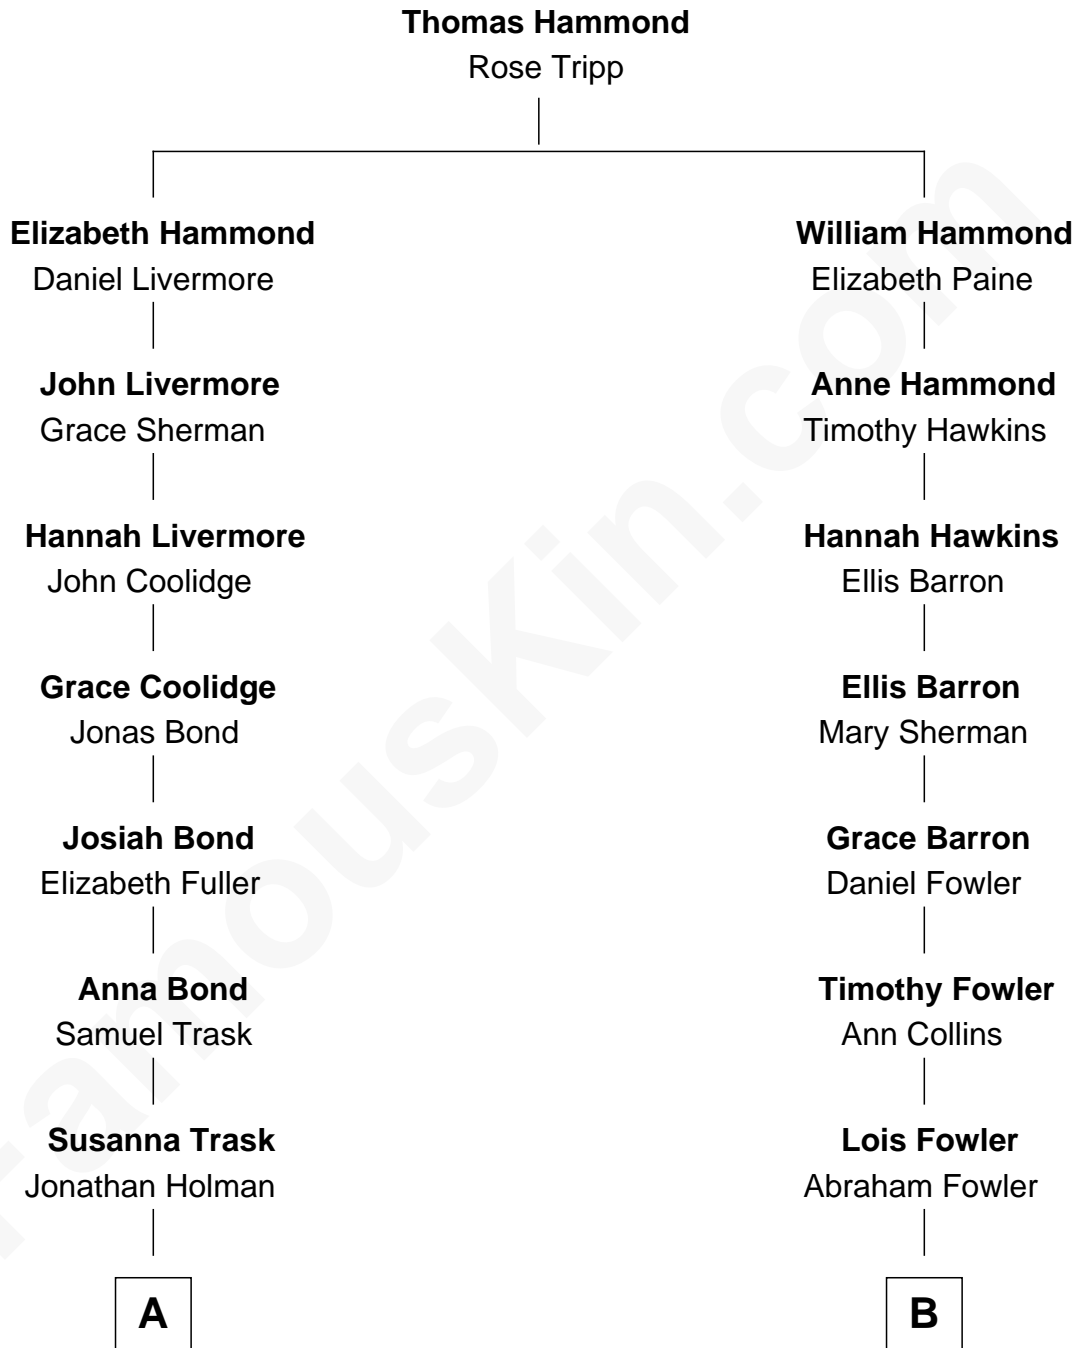 Thomas Hammond
Rose Tripp
Elizabeth Hammond
Daniel Livermore
John Livermore
Grace Sherman
Hannah Livermore
John Coolidge
Grace Coolidge
Jonas Bond
Josiah Bond
Elizabeth Fuller
Anna Bond
Samuel Trask
Susanna Trask
Jonathan Holman
A
William Hammond
Elizabeth Paine
Anne Hammond
Timothy Hawkins
Hannah Hawkins
Ellis Barron
Ellis Barron
Mary Sherman
Grace Barron
Daniel Fowler
Timothy Fowler
Ann Collins
Lois Fowler
Abraham Fowler
B
FamousKin.com